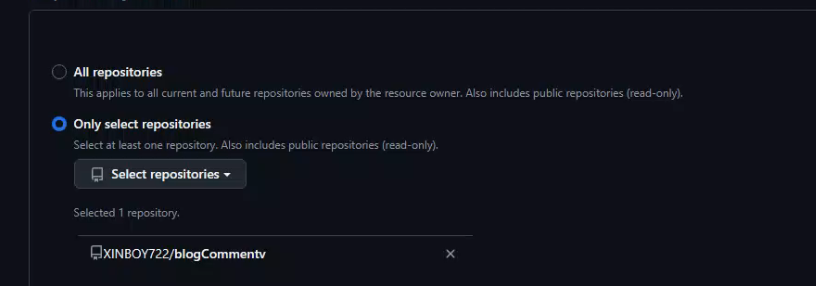 All repositories
This applies to all current and future repositories owned by the resource owner. Also includes public repositories (read-only).
Only select repositories
Select at least one repository. Also includes public repositories (read-only).
Select repositories
Selected 1 repository.
XINBOY722/blogCommentv